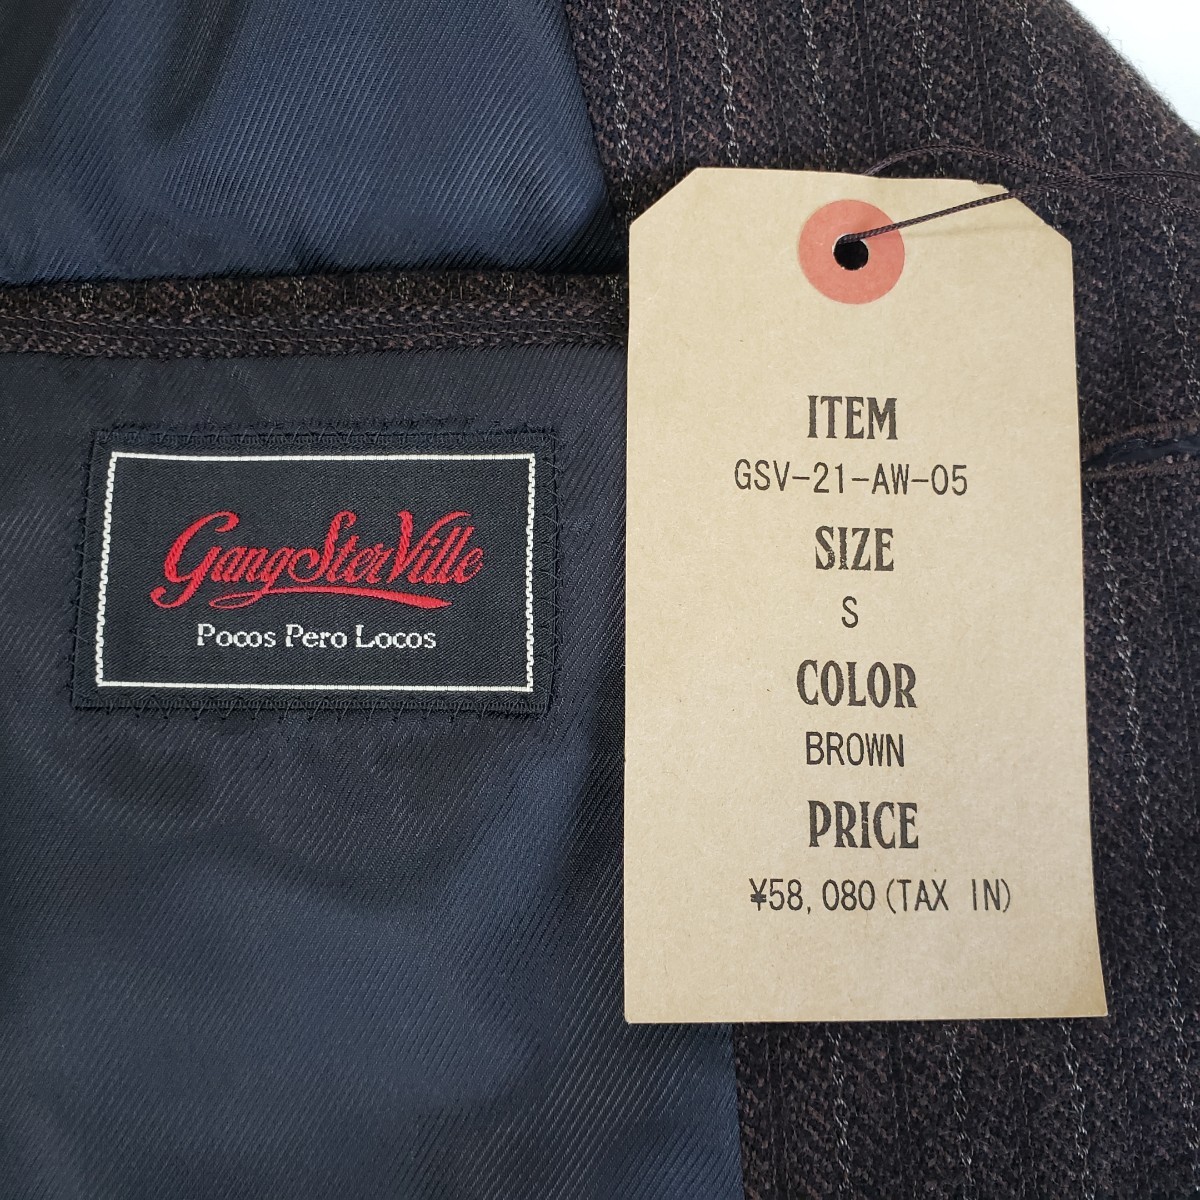 GangSterVille
Pocos Pero Locos
ITEM
GSV-21-AW-05
SIZE
S
COLOR
BROWN
PRICE
¥58,080(TAX IN)